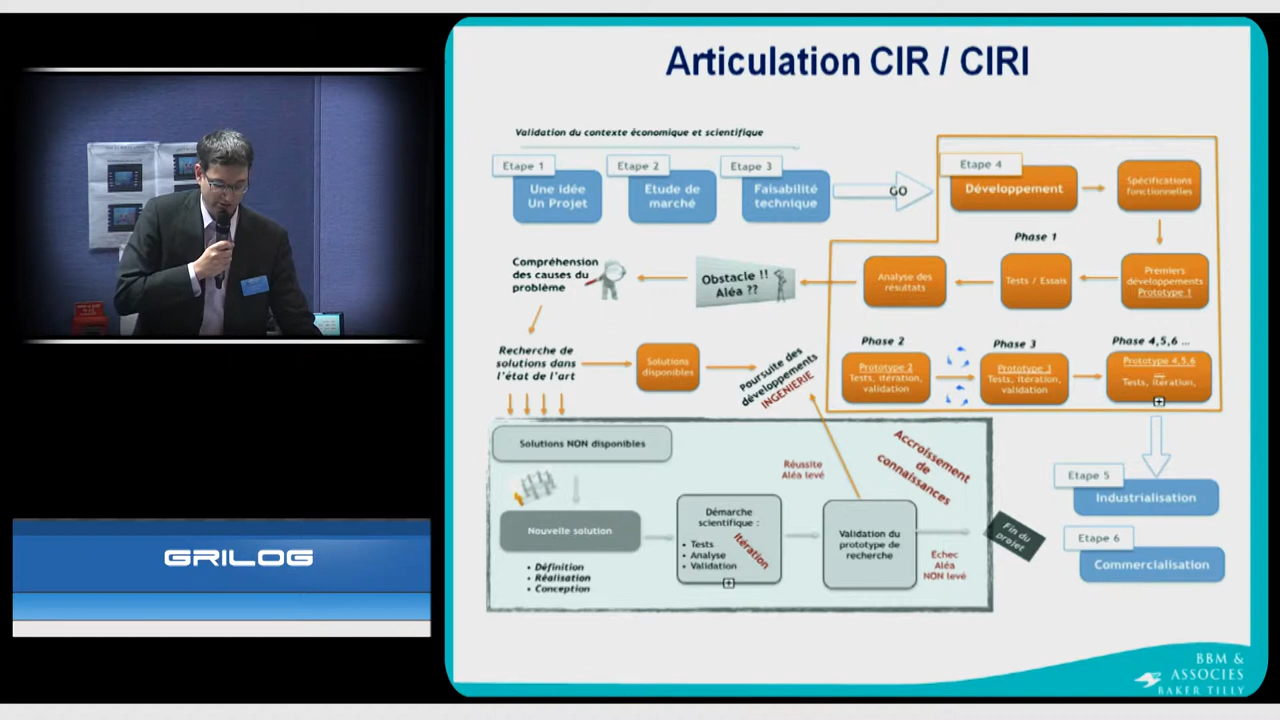 Articulation CIR / CIRI
Validation du contexte économique et scientifique
Etape 1
Une idée
Un Projet
Etape 2
Etude de
marché
Etape 3
Faisabilité
technique
GO
Etape 4
Développement
Spécifications
fonctionnelles
Phase 1
Premiers
développements
Prototype 1
Tests / Essais
Analyse des
résultats
Obstacle !!
Aléa ??
Compréhension
des causes du
problème
Recherche de
solutions dans
l'état de l'art
Solutions
disponibles
Poursuite des
développements
INGENIERIE
Phase 2
Prototype 2
Tests, itération,
validation
Phase 3
Prototype 3
Tests, itération,
validation
Phase 4,5,6 ...
Prototype 4,5,6
...
Tests, itération,
Solutions NON disponibles
Nouvelle solution
• Définition
• Réalisation
• Conception
Démarche
scientifique :
• Tests
• Analyse
• Validation
Itération
Réussite
Aléa levé
Validation du
prototype de
recherche
Accroissement
de
connaissances
Echec
Aléa
NON levé
Fin du
projet
Etape 5
Industrialisation
Etape 6
Commercialisation
GRILOG
BBM &
ASSOCIES
BAKER TILLY